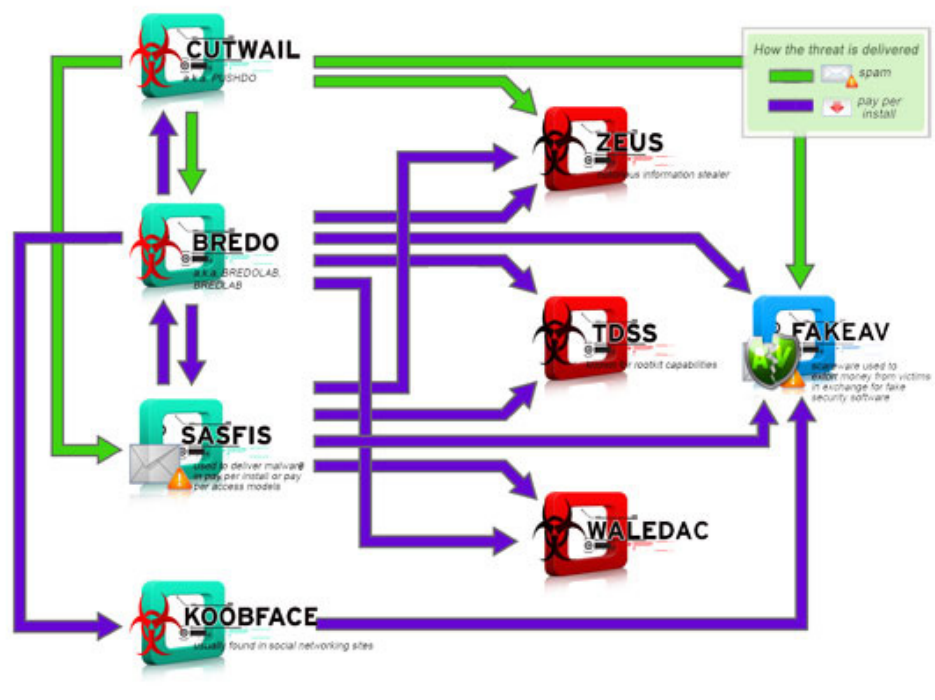 CUTWAIL
a.k.a. PUSHDO
How the threat is delivered
spam
pay per
install
ZEUS
notorious information stealer
BREDO
a.k.a. BREDOLAB,
BREDLAB
TDSS
known for rootkit capabilities
FAKEAV
scareware used to
extort money from victims
in exchange for fake
security software
SASFIS
used to deliver malware
in pay per install or pay
per access models
WALEDAC
KOOBFACE
usually found in social networking sites